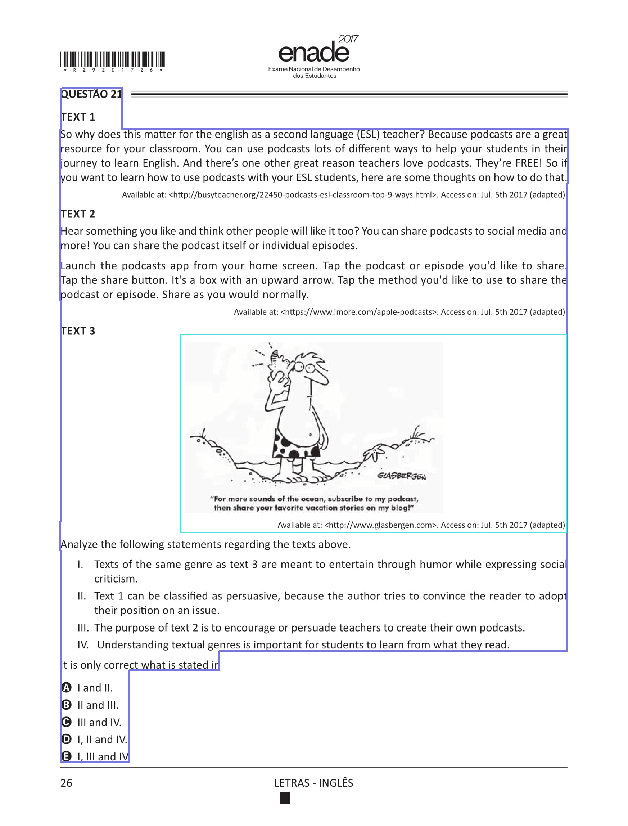 *R2920172​6*
enade 2017
Exame Nacional de Desempenho
dos Estudantes
QUESTÃO 21
TEXT 1
So why does this matter for the english as a second language (ESL) teacher? Because podcasts are a great
resource for your classroom. You can use podcasts lots of different ways to help your students in their
journey to learn English. And there's one other great reason teachers love podcasts. They're FREE! So if
you want to learn how to use podcasts with your ESL students, here are some thoughts on how to do that.
Available at: <http://busyteacher.org/22450-podcasts-esl-classroom-top-9-ways.html>. Access on: Jul. 5th 2017 (adapted)
TEXT 2
Hear something you like and think other people will like it too? You can share podcasts to social media and
more! You can share the podcast itself or individual episodes.
Launch the podcasts app from your home screen. Tap the podcast or episode you'd like to share.
Tap the share button. It's a box with an upward arrow. Tap the method you'd like to use to share the
podcast or episode. Share as you would normally.
Available at: <https://www.imore.com/apple-podcasts>. Access on: Jul. 5th 2017 (adapted)
TEXT 3
GLASBERGEN
"For more sounds of the ocean, subscribe to my podcast,
then share your favorite vacation stories on my blog!"
Available at: <http://www.glasbergen.com>. Access on: Jul. 5th 2017 (adapted)
Analyze the following statements regarding the texts above.
I. Texts of the same genre as text 3 are meant to entertain through humor while expressing social
criticism.
II. Text 1 can be classified as persuasive, because the author tries to convince the reader to adopt
their position on an issue.
III. The purpose of text 2 is to encourage or persuade teachers to create their own podcasts.
IV. Understanding textual genres is important for students to learn from what they read.
It is only correct what is stated in
A I and II.
B II and III.
C III and IV.
D I, II and IV.
E I, III and IV
26 LETRAS - INGLÊS